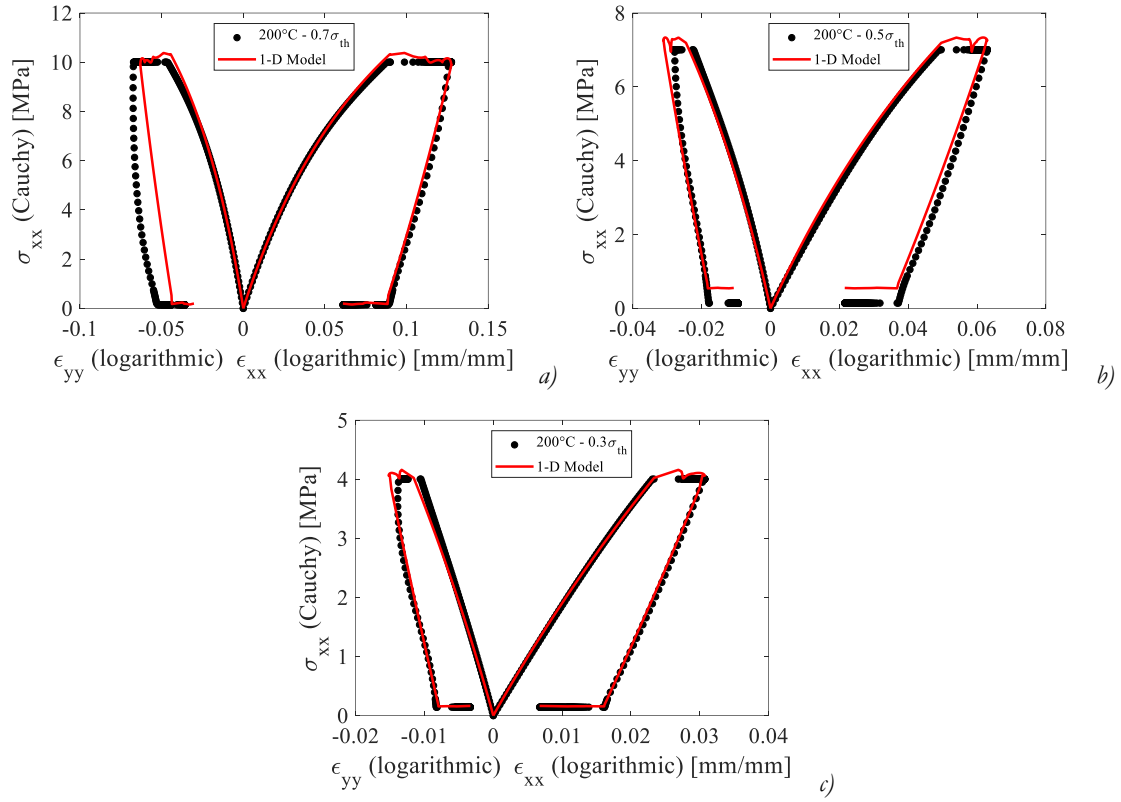 200°C - 0.7σth
1-D Model
12
10
8
6
4
2
0
σxx (Cauchy) [MPa]
-0.1 -0.05 0 0.05 0.1 0.15
ϵyy (logarithmic) ϵxx (logarithmic) [mm/mm]
a)
200°C - 0.5σth
1-D Model
8
6
4
2
0
σxx (Cauchy) [MPa]
-0.04 -0.02 0 0.02 0.04 0.06 0.08
ϵyy (logarithmic) ϵxx (logarithmic) [mm/mm]
b)
200°C - 0.3σth
1-D Model
5
4
3
2
1
0
σxx (Cauchy) [MPa]
-0.02 -0.01 0 0.01 0.02 0.03 0.04
ϵyy (logarithmic) ϵxx (logarithmic) [mm/mm]
c)